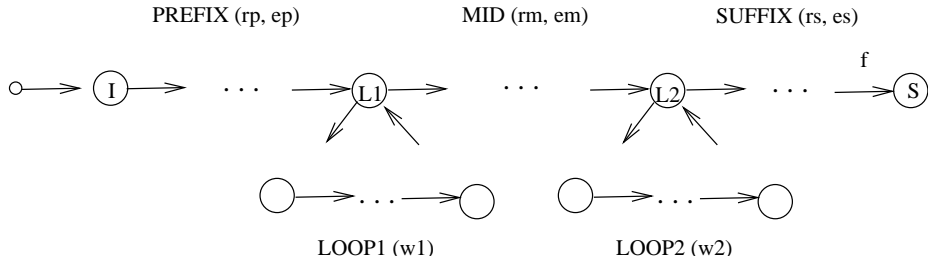 PREFIX (rp, ep) MID (rm, em) SUFFIX (rs, es)
f
I . . . L1 . . . L2 . . . S
. . . . . .
LOOP1 (w1) LOOP2 (w2)